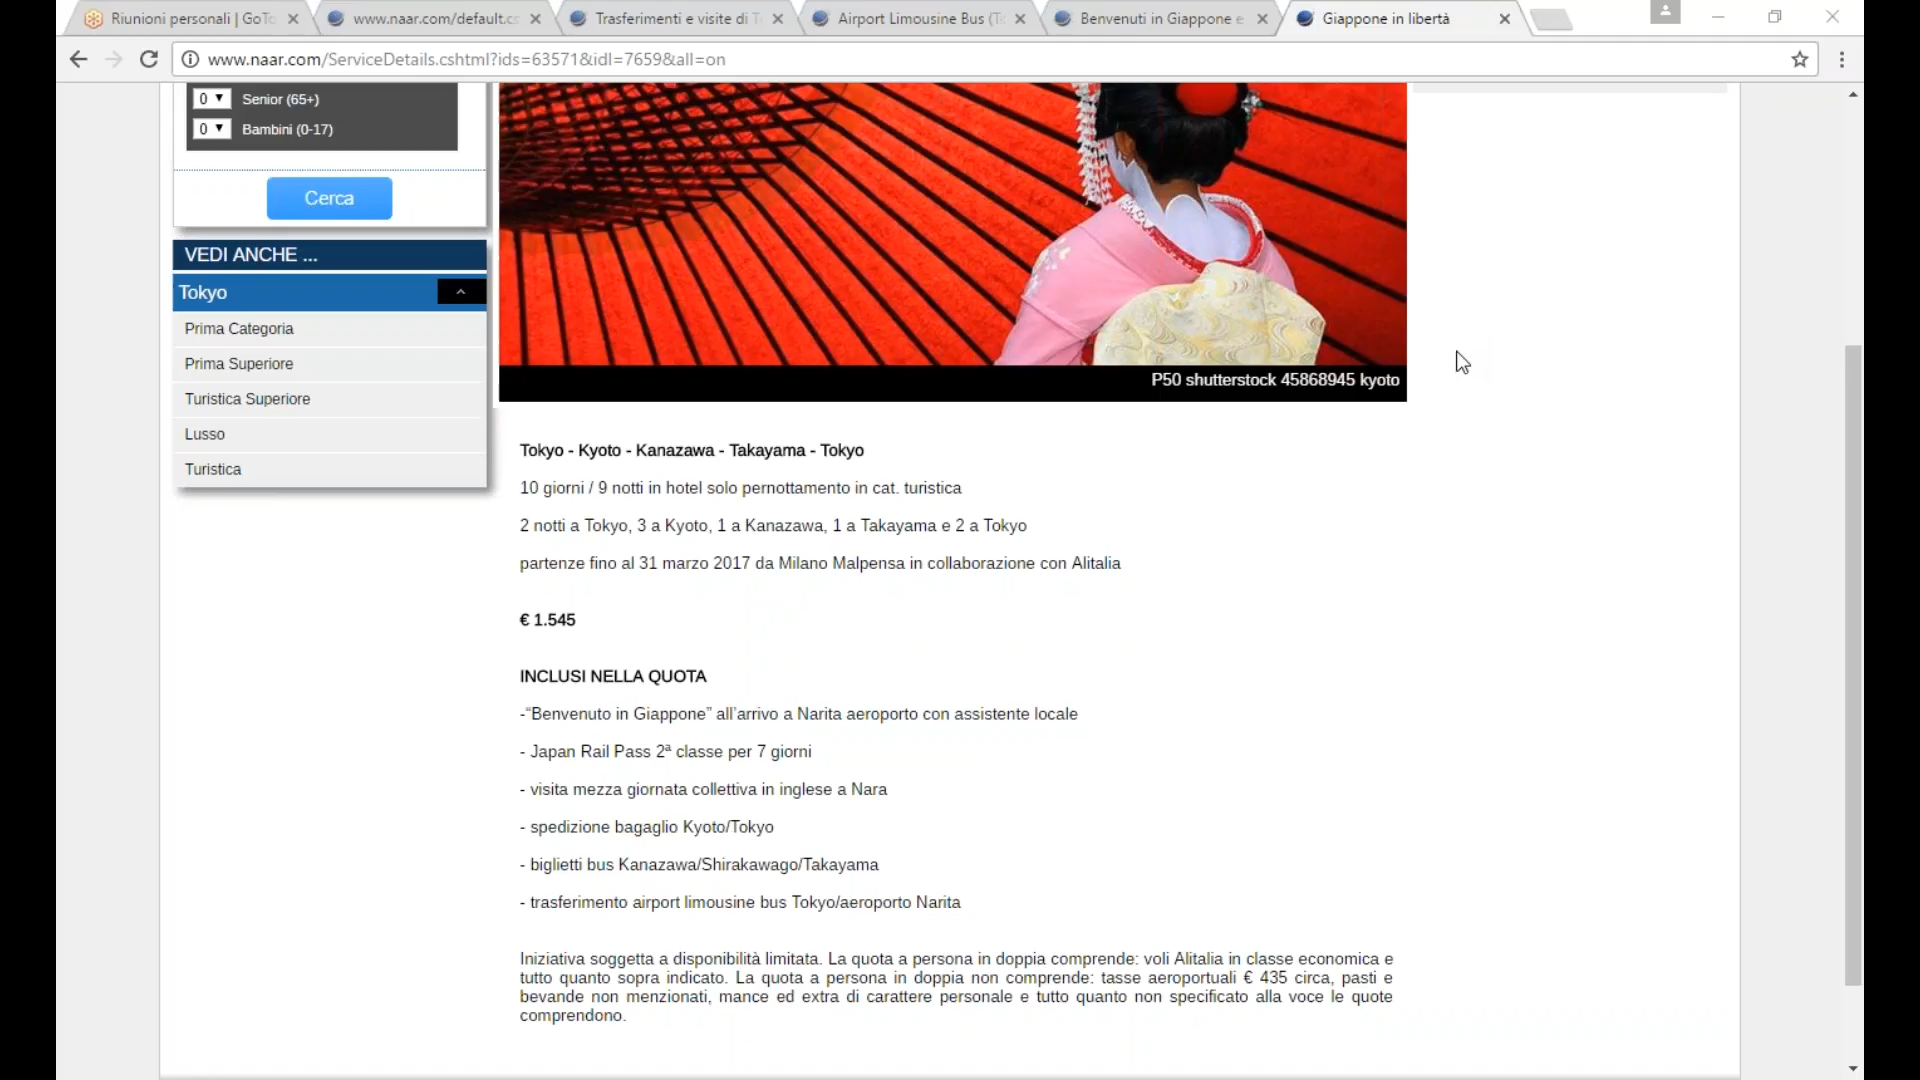 Riunioni personali | GoTo
www.naar.com/default.cs
Trasferimenti e visite di T
Airport Limousine Bus (To
Benvenuti in Giappone e
Giappone in libertà
www.naar.com/ServiceDetails.cshtml?ids=63571&idl=7659&all=on
0 Senior (65+)
0 Bambini (0-17)
Cerca
VEDI ANCHE ...
Tokyo
Prima Categoria
Prima Superiore
Turistica Superiore
Lusso
Turistica
P50 shutterstock 45868945 kyoto
Tokyo - Kyoto - Kanazawa - Takayama - Tokyo
10 giorni / 9 notti in hotel solo pernottamento in cat. turistica
2 notti a Tokyo, 3 a Kyoto, 1 a Kanazawa, 1 a Takayama e 2 a Tokyo
partenze fino al 31 marzo 2017 da Milano Malpensa in collaborazione con Alitalia
€ 1.545
INCLUSI NELLA QUOTA
-“Benvenuto in Giappone” all’arrivo a Narita aeroporto con assistente locale
- Japan Rail Pass 2ª classe per 7 giorni
- visita mezza giornata collettiva in inglese a Nara
- spedizione bagaglio Kyoto/Tokyo
- biglietti bus Kanazawa/Shirakawago/Takayama
- trasferimento airport limousine bus Tokyo/aeroporto Narita
Iniziativa soggetta a disponibilità limitata. La quota a persona in doppia comprende: voli Alitalia in classe economica e
tutto quanto sopra indicato. La quota a persona in doppia non comprende: tasse aeroportuali € 435 circa, pasti e
bevande non menzionati, mance ed extra di carattere personale e tutto quanto non specificato alla voce le quote
comprendono.